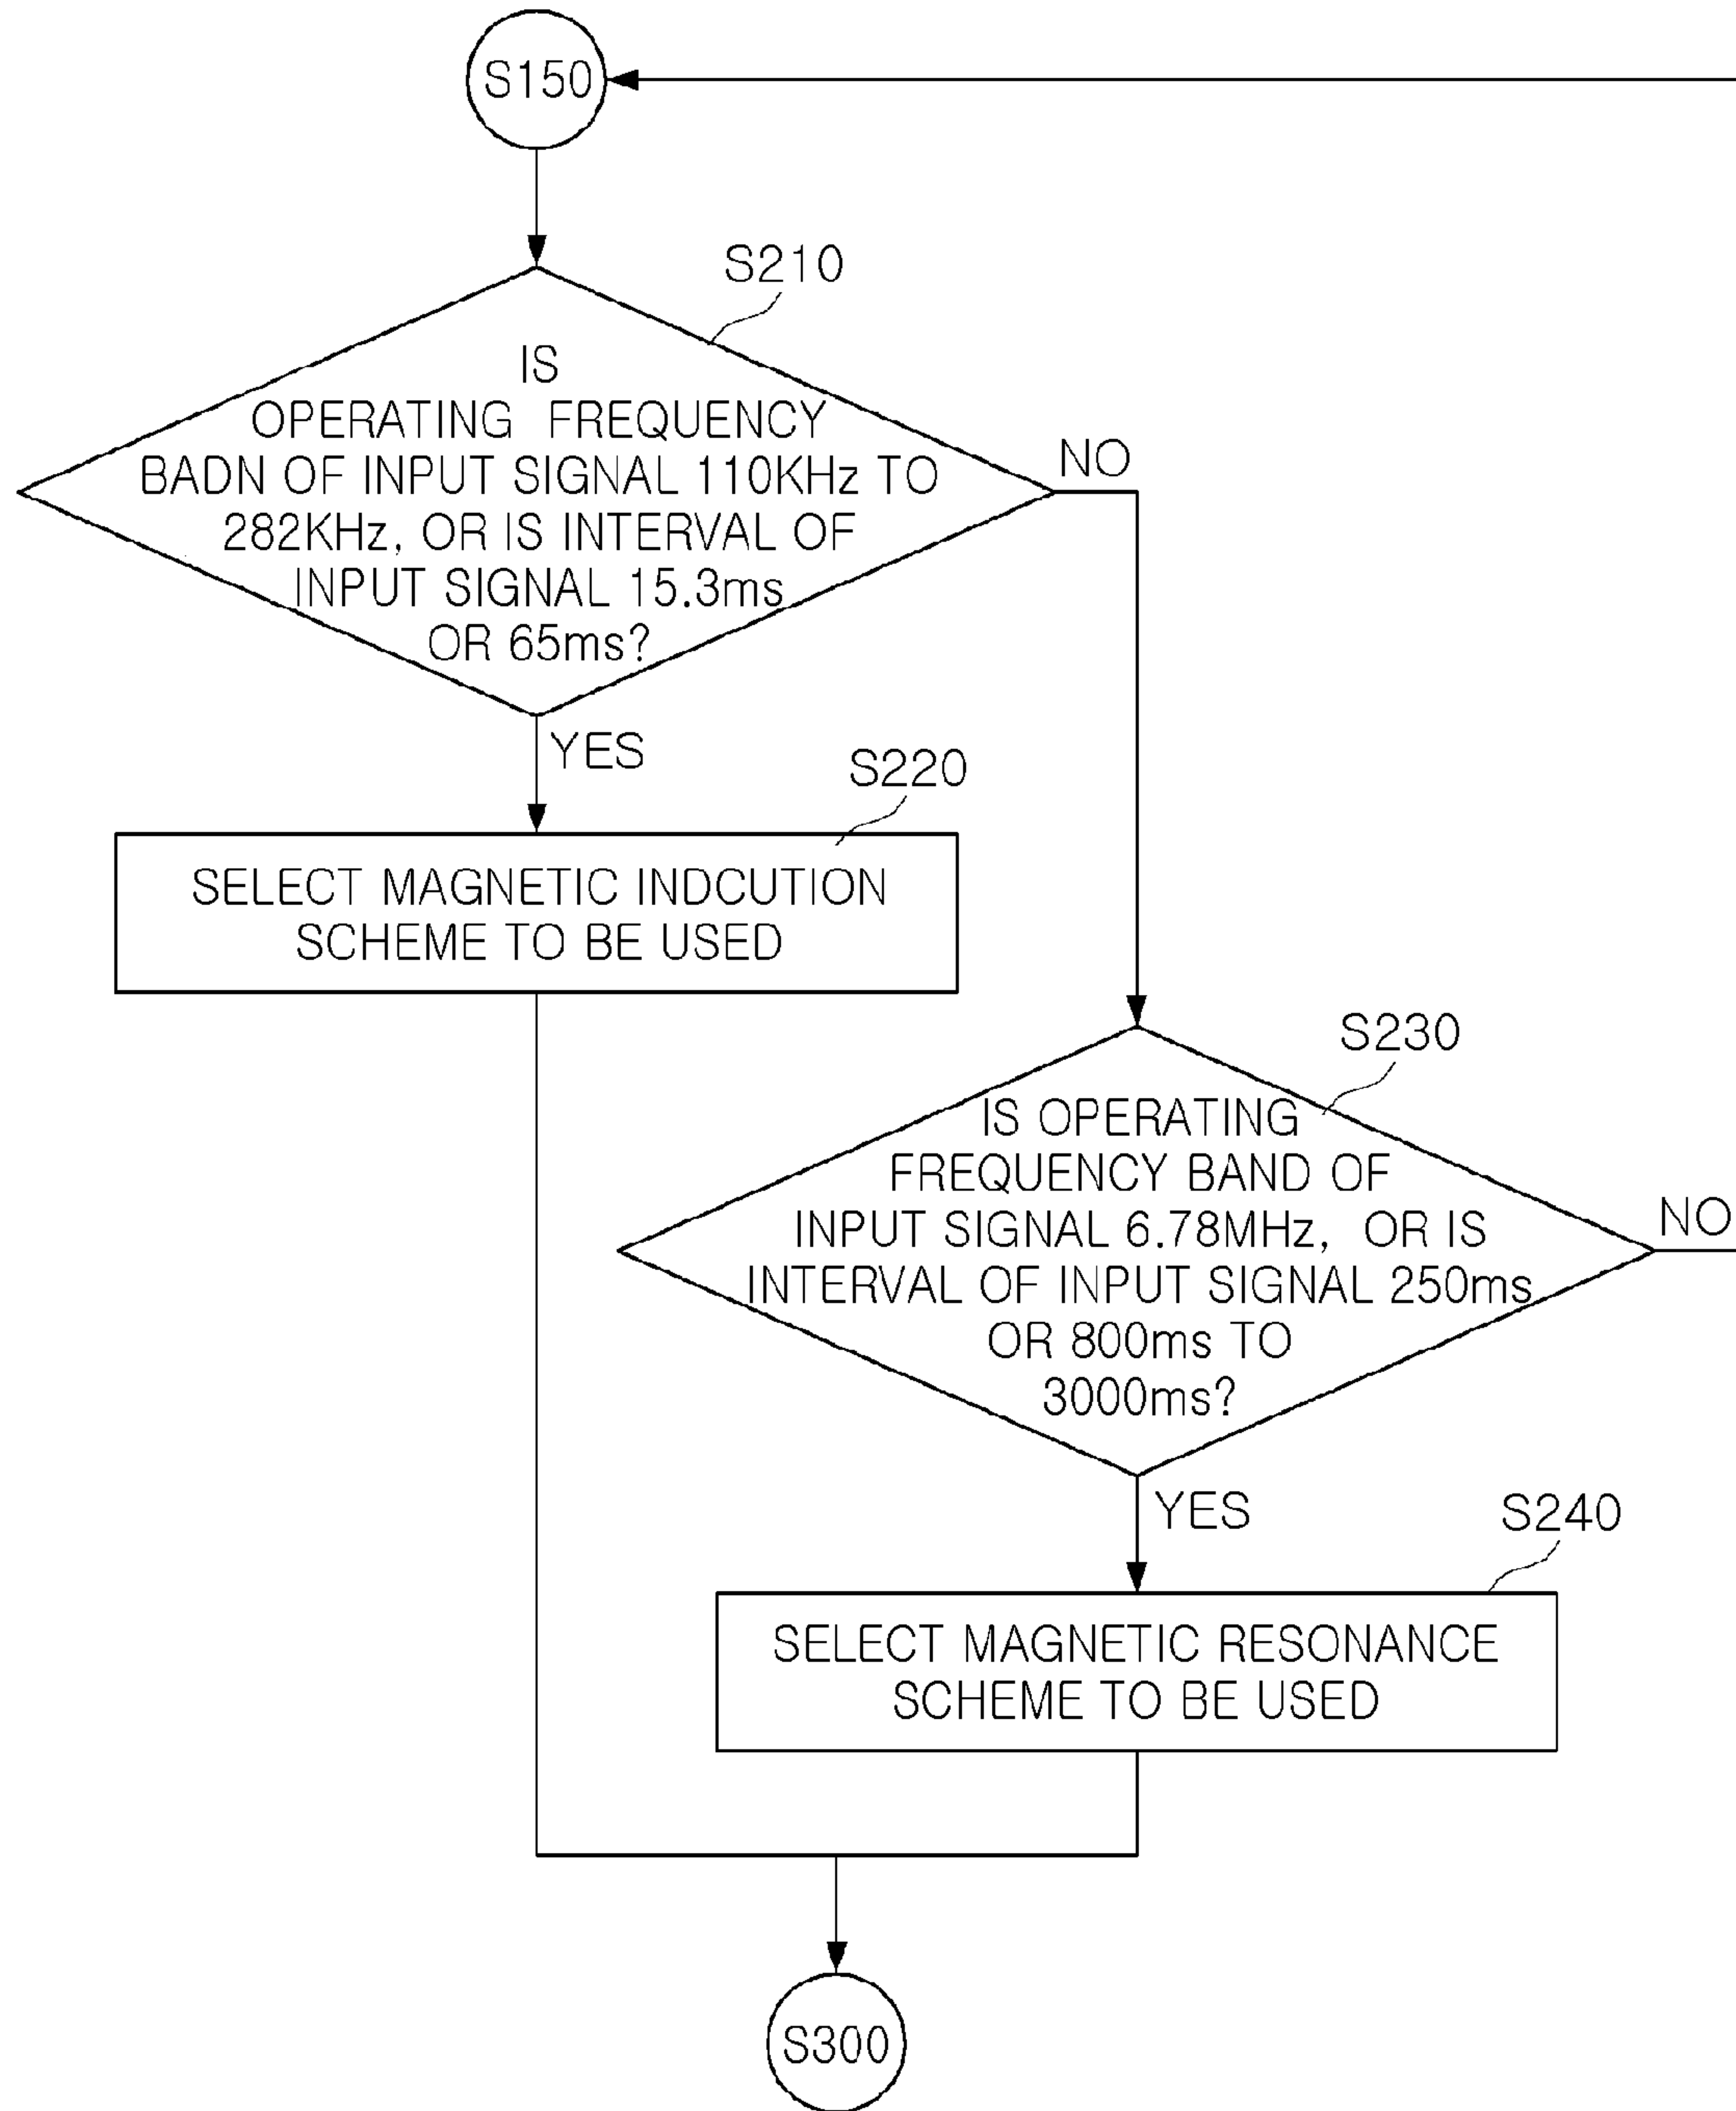 S150
S210
IS
OPERATING FREQUENCY
BADN OF INPUT SIGNAL 110KHz TO
282KHz, OR IS INTERVAL OF
INPUT SIGNAL 15.3ms
OR 65ms?
NO
YES
S220
SELECT MAGNETIC INDCUTION
SCHEME TO BE USED
S230
IS OPERATING
FREQUENCY BAND OF
INPUT SIGNAL 6.78MHz, OR IS
INTERVAL OF INPUT SIGNAL 250ms
OR 800ms TO
3000ms?
NO
YES
S240
SELECT MAGNETIC RESONANCE
SCHEME TO BE USED
S300